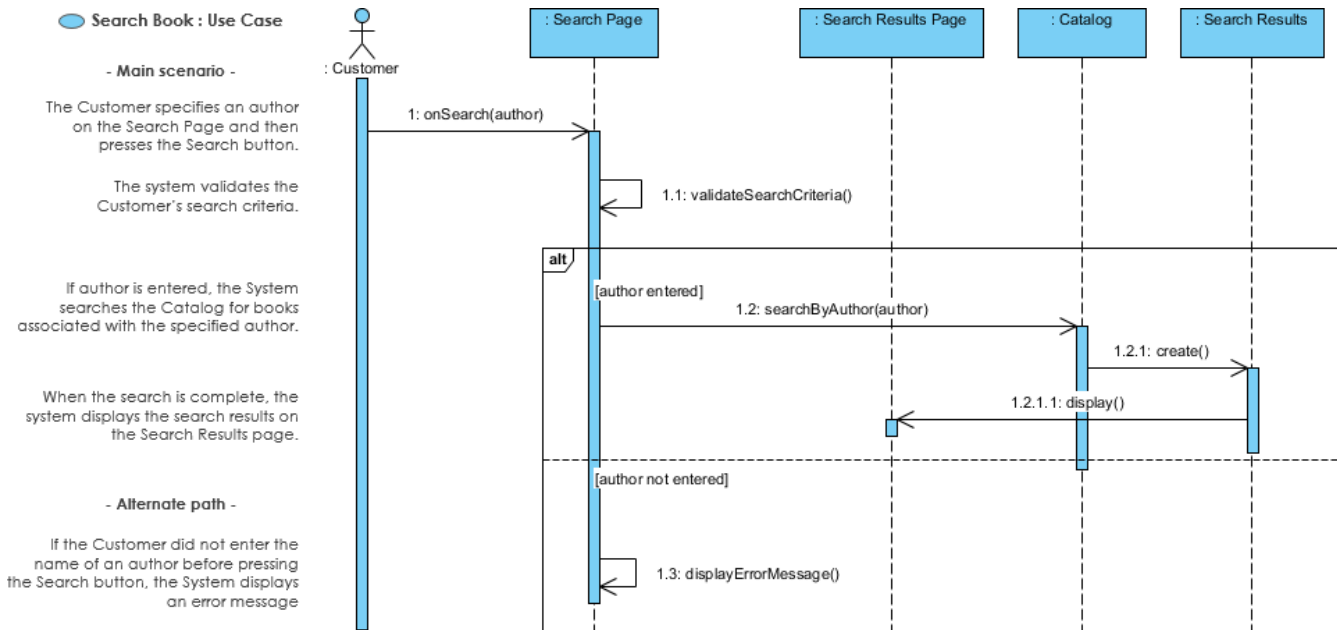 Search Book : Use Case
: Search Page
: Search Results Page
: Catalog
: Search Results
: Customer
- Main scenario -
The Customer specifies an author
on the Search Page and then
presses the Search button.
1: onSearch(author)
The system validates the
Customer's search criteria.
1.1: validateSearchCriteria()
alt
If author is entered, the System
searches the Catalog for books
associated with the specified author.
[author entered]
1.2: searchByAuthor(author)
1.2.1: create()
When the search is complete, the
system displays the search results on
the Search Results page.
1.2.1.1: display()
[author not entered]
- Alternate path -
If the Customer did not enter the
name of an author before pressing
the Search button, the System displays
an error message
1.3: displayErrorMessage()